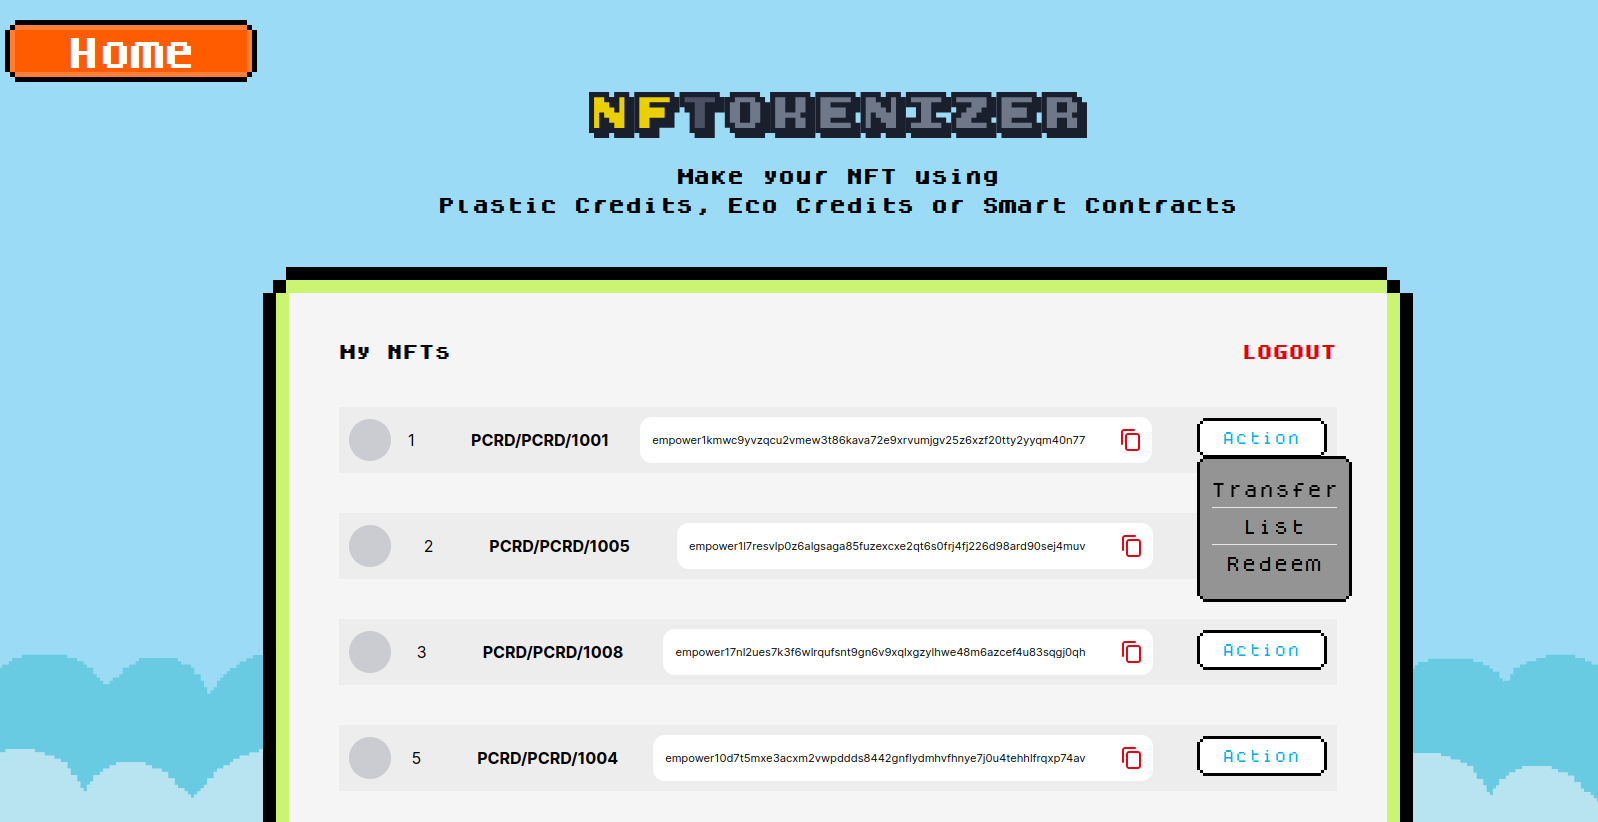 Home
NFTOKENIZER
Make your NFT using
Plastic Credits, Eco Credits or Smart Contracts
My NFTs
LOGOUT
1 PCRD/PCRD/1001 empower1kmwc9yvzqcu2vmew3t86kava72e9xrvumjgv25z6xzf20tty2yyqm40n77 Action
Transfer
List
Redeem
2 PCRD/PCRD/1005 empower1l7resvlp0z6algsaga85fuzexcxe2qt6s0frj4fj226d98ard90sej4muv
3 PCRD/PCRD/1008 empower17nl2ues7k3f6wlrqufsnt9gn6v9xqlxgzylhwe48m6azcef4u83sqgj0qh Action
5 PCRD/PCRD/1004 empower10d7t5mxe3acxm2vwpddds8442gnflydmhvfhnye7j0u4tehhlfrqxp74av Action